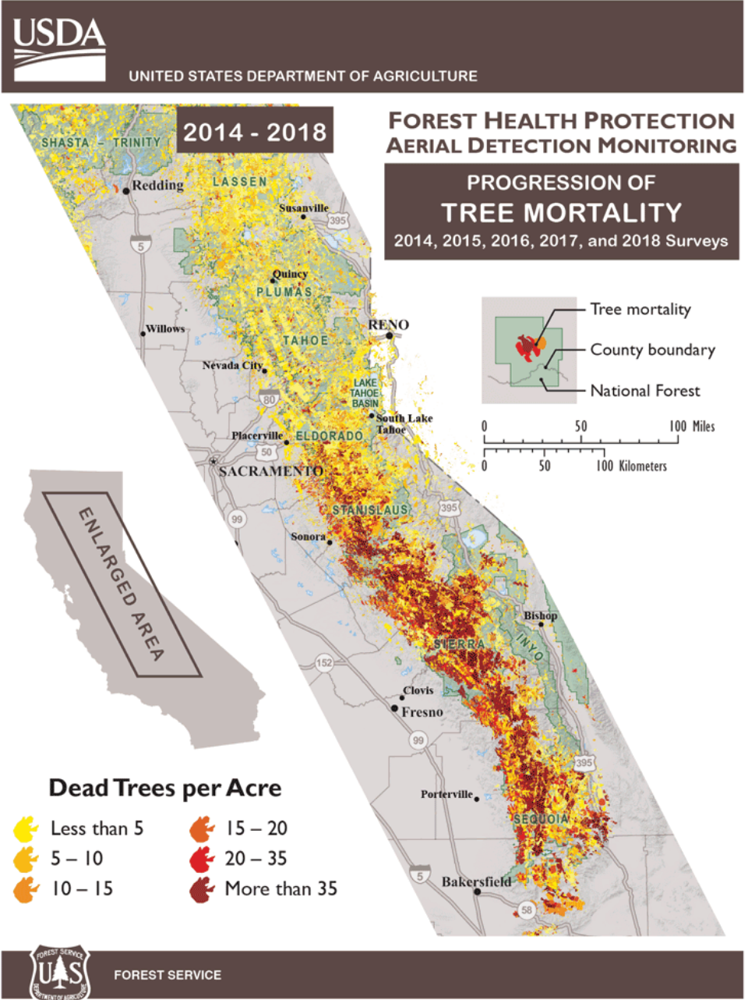 USDA
UNITED STATES DEPARTMENT OF AGRICULTURE
2014 - 2018
FOREST HEALTH PROTECTION
AERIAL DETECTION MONITORING
PROGRESSION OF
TREE MORTALITY
2014, 2015, 2016, 2017, and 2018 Surveys
SHASTA – TRINITY
Redding
LASSEN
Susanville
395
5
Quincy
PLUMAS
Tree mortality
County boundary
National Forest
Willows
RENO
TAHOE
Nevada City
LAKE
TAHOE
BASIN
80
South Lake
Tahoe
0 50 100 Miles
0 50 100 Kilometers
Placerville
ELDORADO
50
SACRAMENTO
STANISLAUS
395
99
Sonora
ENLARGED AREA
Bishop
INYO
SIERRA
152
Clovis
Fresno
99
395
Porterville
SEQUOIA
5
Bakersfield
58
Dead Trees per Acre
Less than 5
5 – 10
10 – 15
15 – 20
20 – 35
More than 35
FOREST SERVICE
U S
DEPARTMENT OF AGRICULTURE
FOREST SERVICE